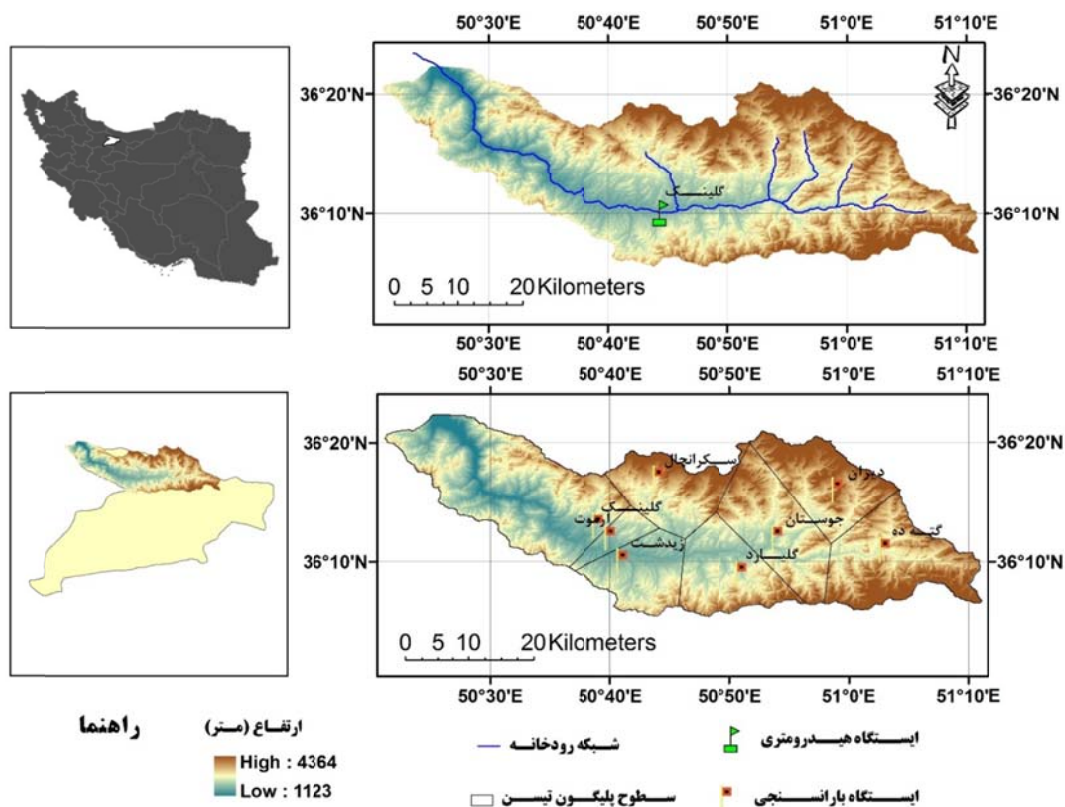 50°30'E 50°40'E 50°50'E 51°0'E 51°10'E
36°20'N 36°20'N
N
گلینک
36°10'N 36°10'N
0 5 10 20 Kilometers
50°30'E 50°40'E 50°50'E 51°0'E 51°10'E
50°30'E 50°40'E 50°50'E 51°0'E 51°10'E
36°20'N 36°20'N
سکرانچال
دیزان
گلینک
ارموت
جوستان
گته ده
زیدشت
گلیارد
36°10'N 36°10'N
0 5 10 20 Kilometers
50°30'E 50°40'E 50°50'E 51°0'E 51°10'E
راهنما
ارتفاع (متر)
High : 4364
Low : 1123
شبکه رودخانه
ایستگاه هیدرومتری
سطوح پلیگون تیسن
ایستگاه بارانسنجی